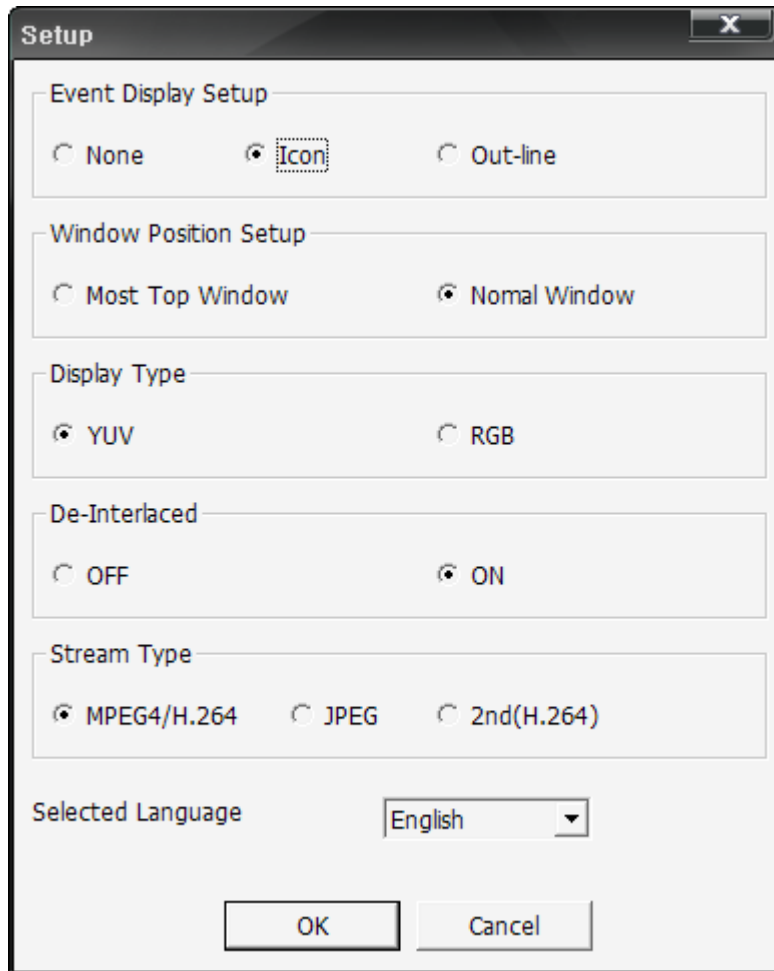 Setup
Event Display Setup
None Icon Out-line
Window Position Setup
Most Top Window Nomal Window
Display Type
YUV RGB
De-Interlaced
OFF ON
Stream Type
MPEG4/H.264 JPEG 2nd(H.264)
Selected Language English
OK Cancel